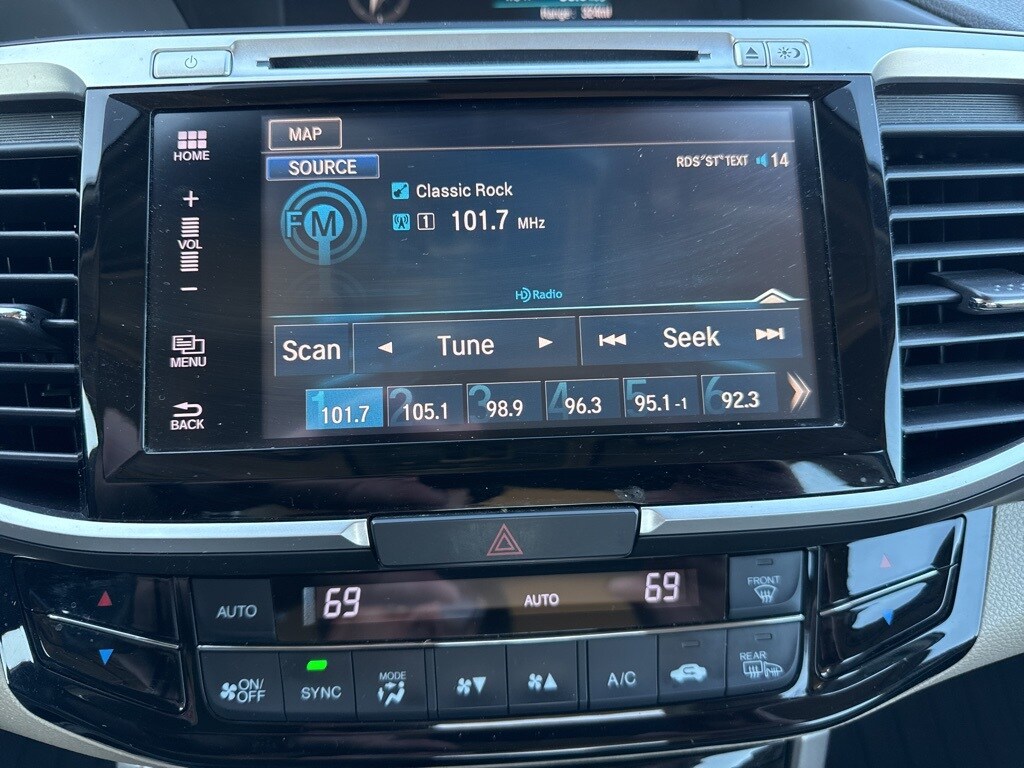 MAP
HOME
SOURCE
RDS ST TEXT 14
FM
Classic Rock
1 101.7 MHz
+
VOL
−
HD Radio
MENU
Scan
Tune
Seek
BACK
1 101.7
2 105.1
3 98.9
4 96.3
5 95.1-1
6 92.3
69
AUTO
69
AUTO
FRONT
ON/
OFF
SYNC
MODE
A/C
REAR